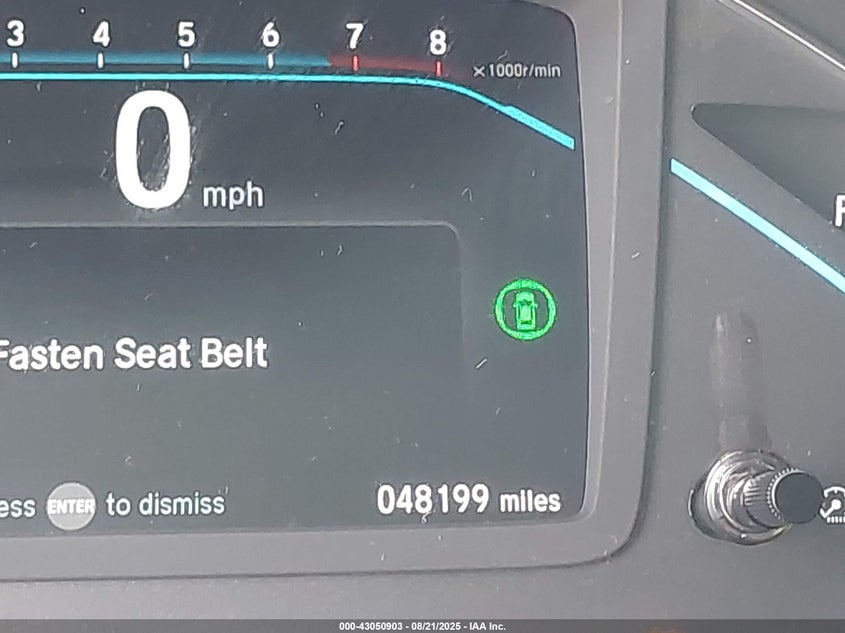 3 4 5 6 7 8
×1000r/min
0 mph
Fasten Seat Belt
ess ENTER to dismiss
048199 miles
000-43050903 - 08/21/2025 - IAA Inc.